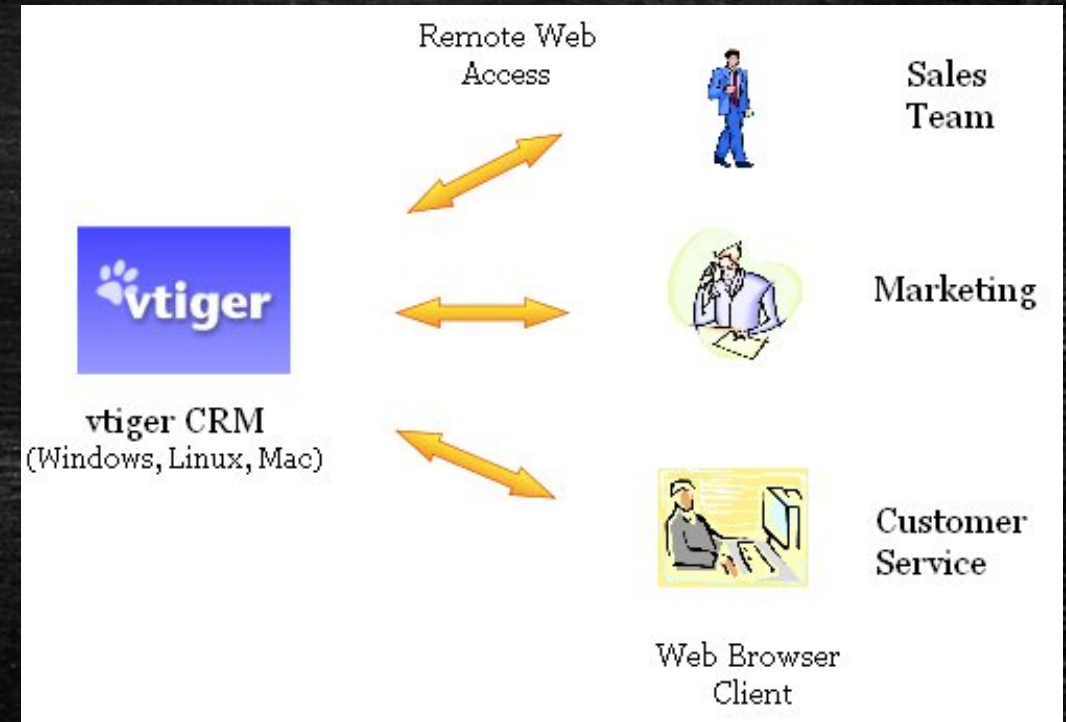 Remote Web
Access
Sales
Team
vtiger
Marketing
vtiger CRM
(Windows, Linux, Mac)
Customer
Service
Web Browser
Client